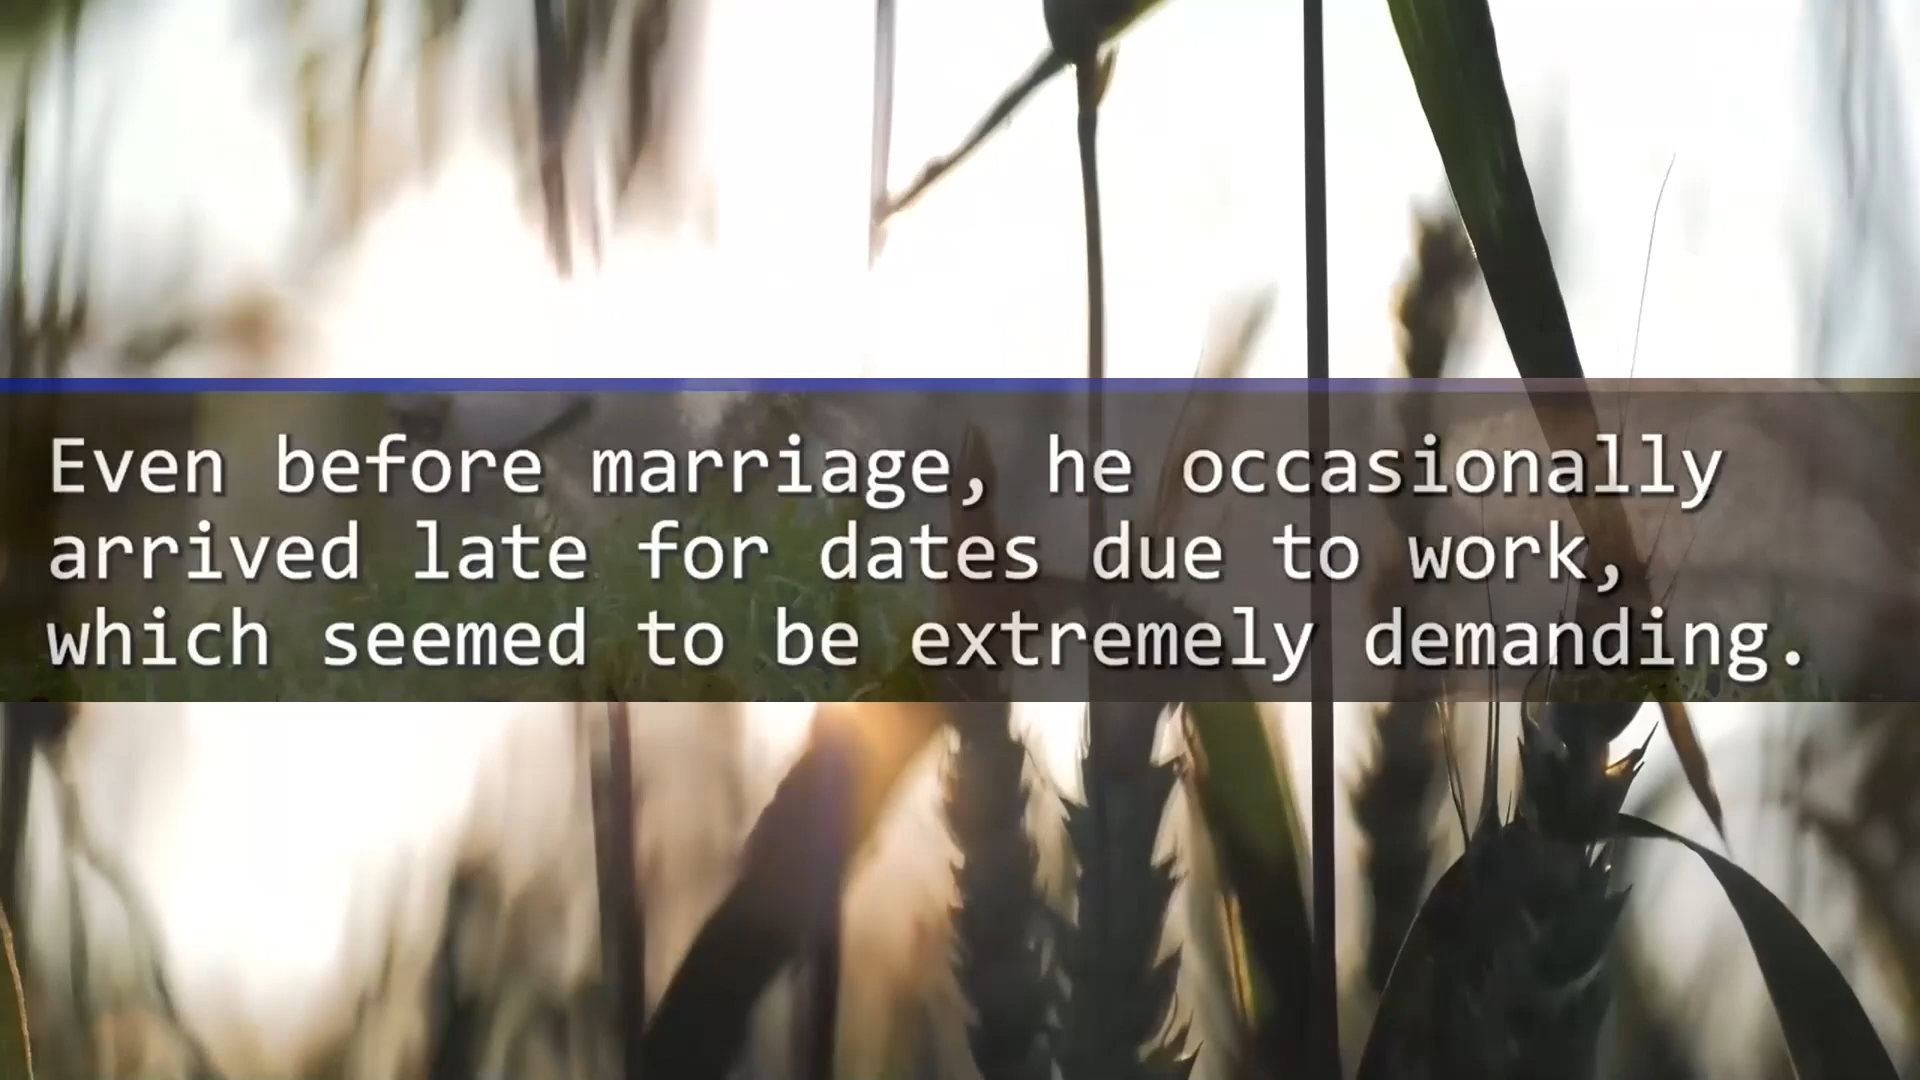 Even before marriage, he occasionally
arrived late for dates due to work,
which seemed to be extremely demanding.